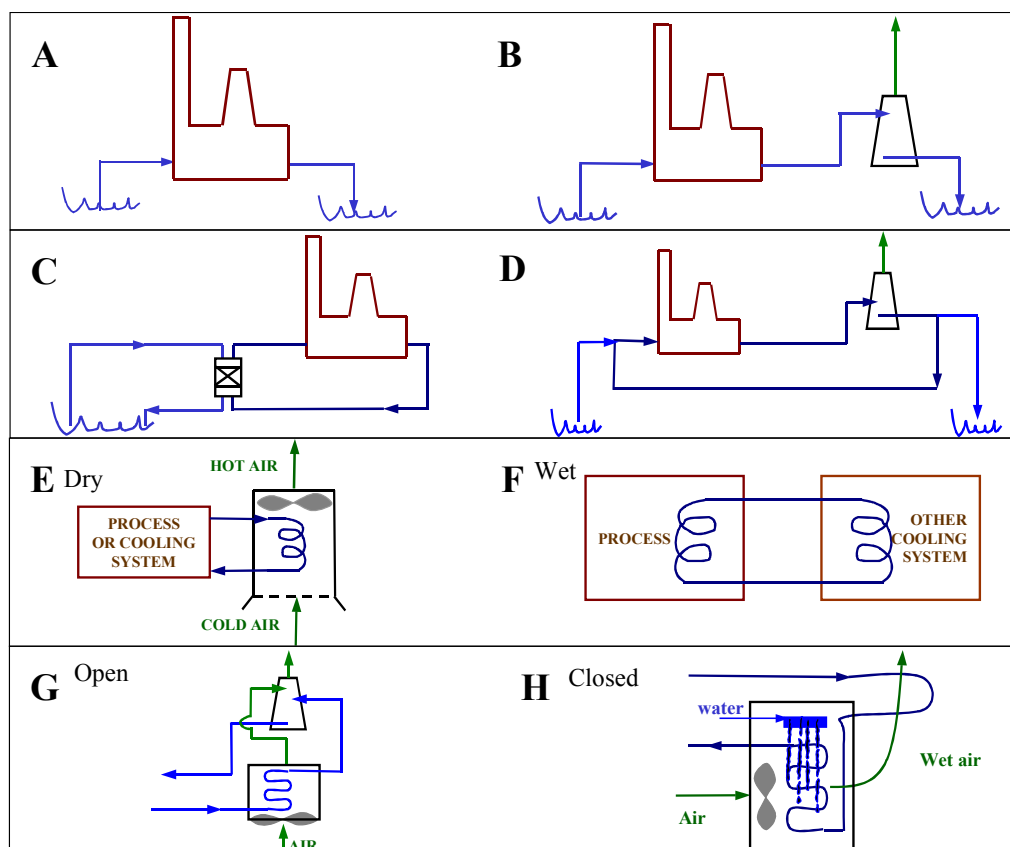 A
B
C
D
E Dry
HOT AIR
PROCESS
OR COOLING
SYSTEM
COLD AIR
F Wet
PROCESS
OTHER
COOLING
SYSTEM
G Open
AIR
H Closed
water
Wet air
Air